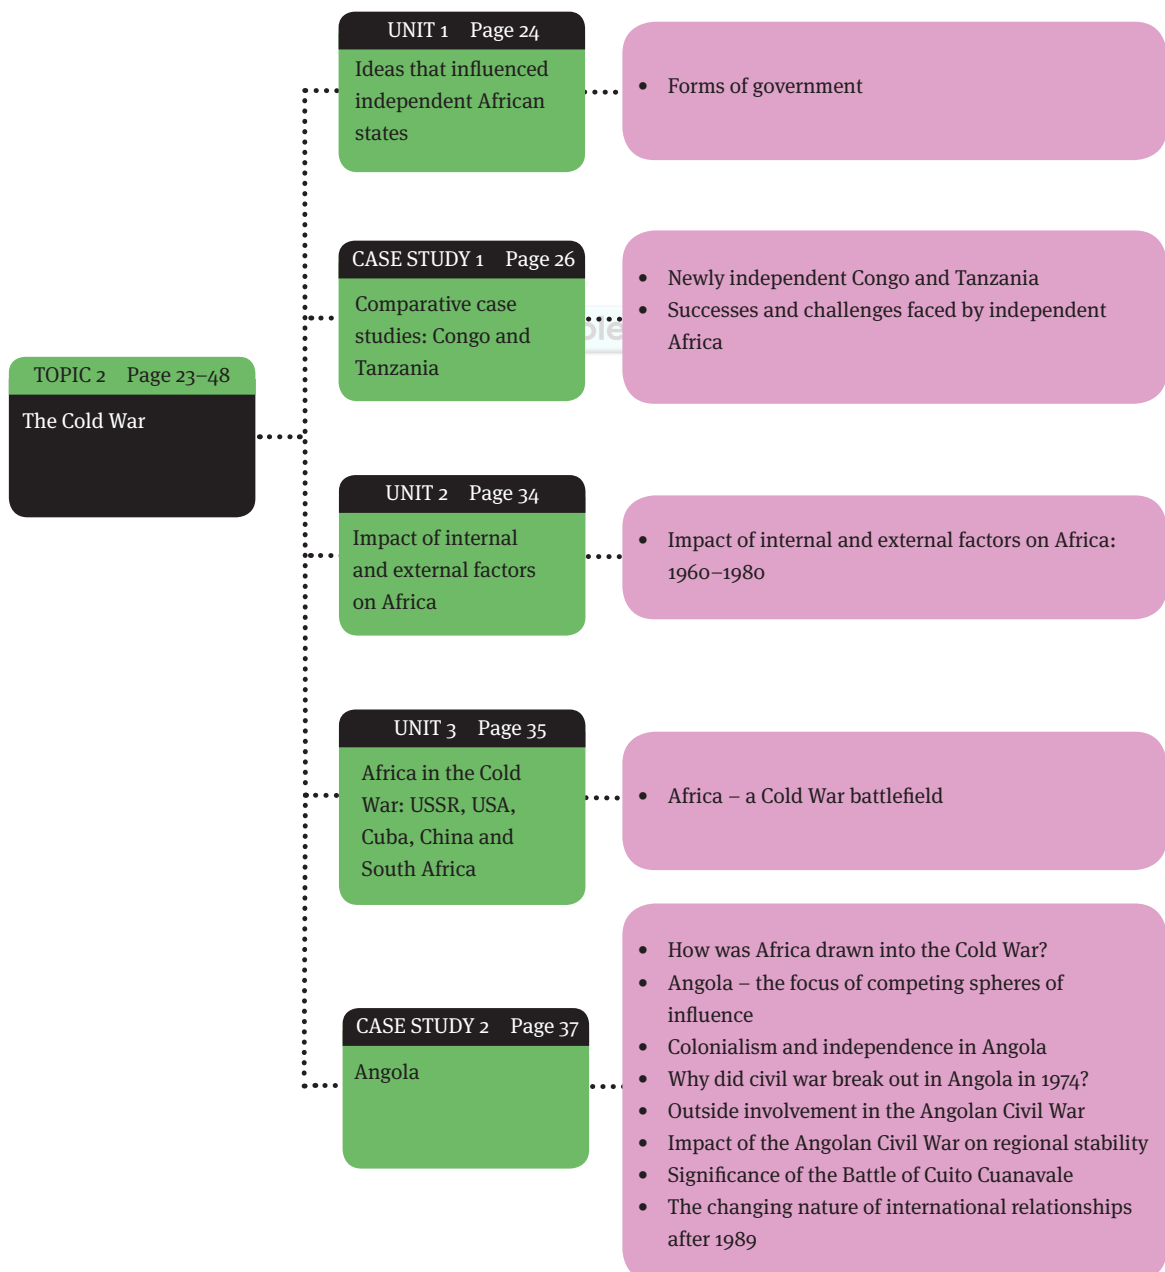 UNIT 1 Page 24
Ideas that influenced
independent African
states
• Forms of government
CASE STUDY 1 Page 26
Comparative case
studies: Congo and
Tanzania
• Newly independent Congo and Tanzania
• Successes and challenges faced by independent
Africa
TOPIC 2 Page 23–48
The Cold War
UNIT 2 Page 34
Impact of internal
and external factors
on Africa
• Impact of internal and external factors on Africa:
1960–1980
UNIT 3 Page 35
Africa in the Cold
War: USSR, USA,
Cuba, China and
South Africa
• Africa – a Cold War battlefield
CASE STUDY 2 Page 37
Angola
• How was Africa drawn into the Cold War?
• Angola – the focus of competing spheres of
influence
• Colonialism and independence in Angola
• Why did civil war break out in Angola in 1974?
• Outside involvement in the Angolan Civil War
• Impact of the Angolan Civil War on regional stability
• Significance of the Battle of Cuito Cuanavale
• The changing nature of international relationships
after 1989